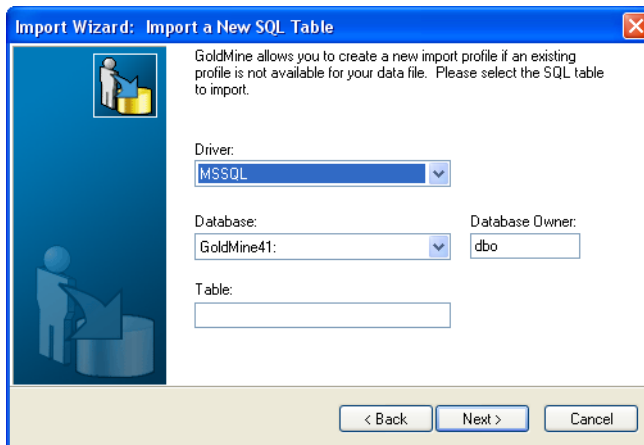 Import Wizard: Import a New SQL Table
GoldMine allows you to create a new import profile if an existing
profile is not available for your data file. Please select the SQL table
to import.
Driver:
MSSQL
Database:
Database Owner:
GoldMine41:
dbo
Table:
< Back
Next >
Cancel